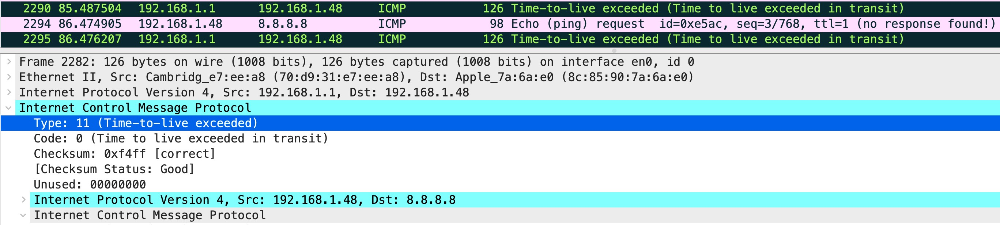 2290 85.487504 192.168.1.1 192.168.1.48 ICMP 126 Time-to-live exceeded (Time to live exceeded in transit)
2294 86.474905 192.168.1.48 8.8.8.8 ICMP 98 Echo (ping) request id=0xe5ac, seq=3/768, ttl=1 (no response found!)
2295 86.476207 192.168.1.1 192.168.1.48 ICMP 126 Time-to-live exceeded (Time to live exceeded in transit)
Frame 2282: 126 bytes on wire (1008 bits), 126 bytes captured (1008 bits) on interface en0, id 0
Ethernet II, Src: Cambridg_e7:ee:a8 (70:d9:31:e7:ee:a8), Dst: Apple_7a:6a:e0 (8c:85:90:7a:6a:e0)
Internet Protocol Version 4, Src: 192.168.1.1, Dst: 192.168.1.48
Internet Control Message Protocol
Type: 11 (Time-to-live exceeded)
Code: 0 (Time to live exceeded in transit)
Checksum: 0xf4ff [correct]
[Checksum Status: Good]
Unused: 00000000
Internet Protocol Version 4, Src: 192.168.1.48, Dst: 8.8.8.8
Internet Control Message Protocol